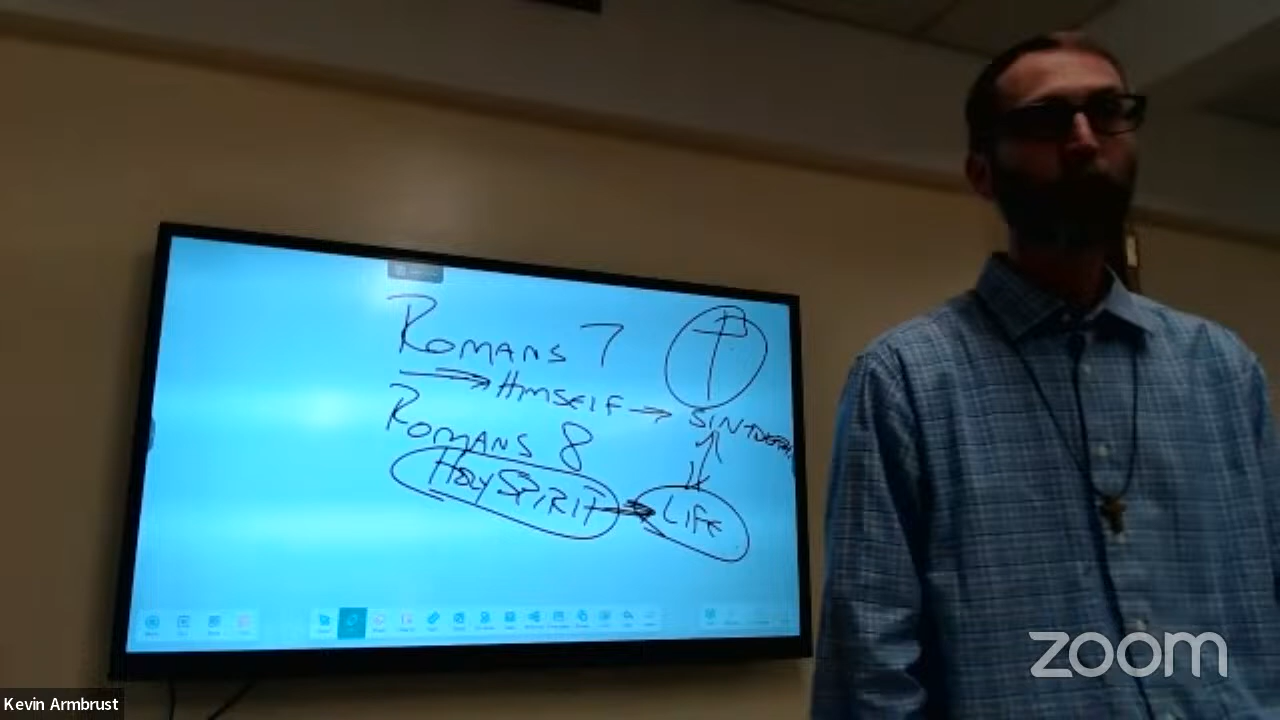 ROMANS 7
→ HIMSELF → SIN
ROMANS 8
HOLY SPIRIT → LIFE
zoom
Kevin Armbrust